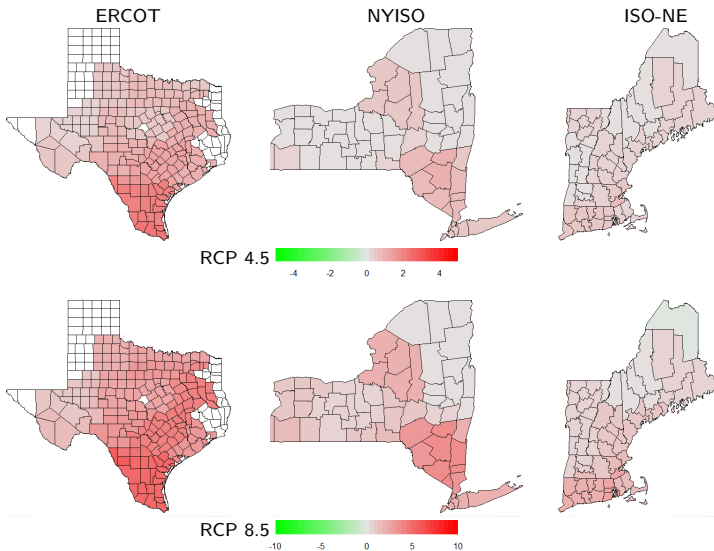 ERCOT NYISO ISO-NE
RCP 4.5
-4 -2 0 2 4
RCP 8.5
-10 -5 0 5 10